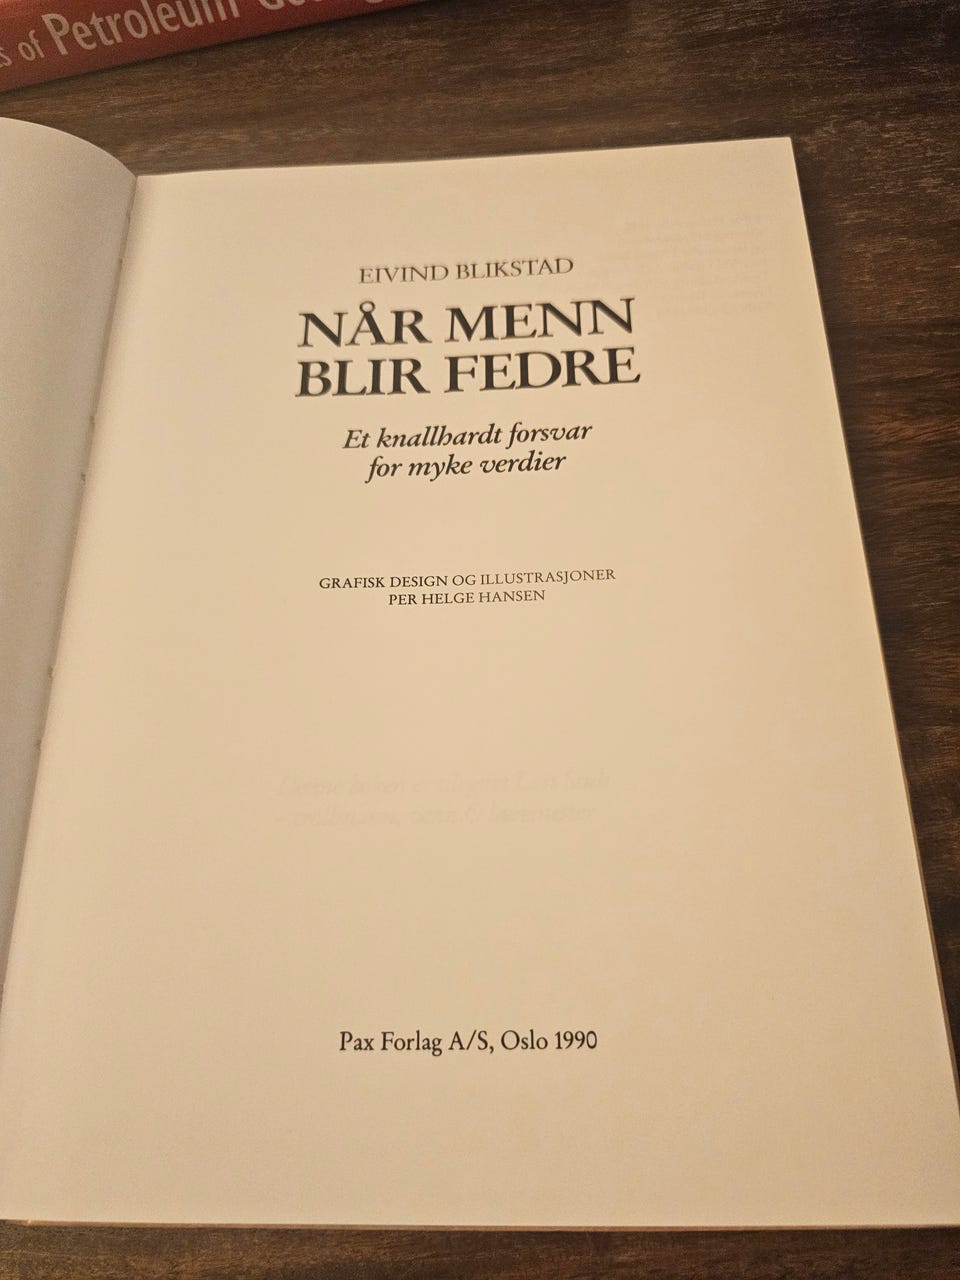 s of Petroleum
EIVIND BLIKSTAD
NÅR MENN
BLIR FEDRE
Et knallhardt forsvar
for myke verdier
GRAFISK DESIGN OG ILLUSTRASJONER
PER HELGE HANSEN
Pax Forlag A/S, Oslo 1990